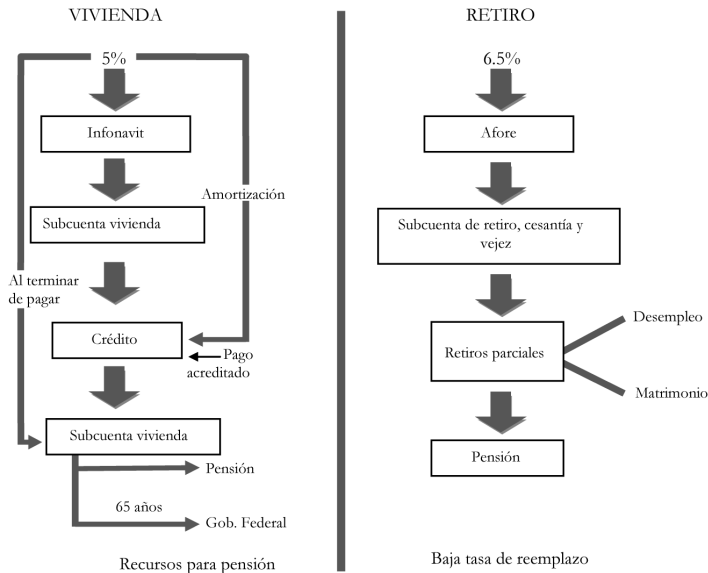 VIVIENDA
5%
Infonavit
Amortización
Subcuenta vivienda
Al terminar
de pagar
Crédito
Pago
acreditado
Subcuenta vivienda
Pensión
65 años
Gob. Federal
Recursos para pensión
RETIRO
6.5%
Afore
Subcuenta de retiro, cesantía y
vejez
Desempleo
Retiros parciales
Matrimonio
Pensión
Baja tasa de reemplazo